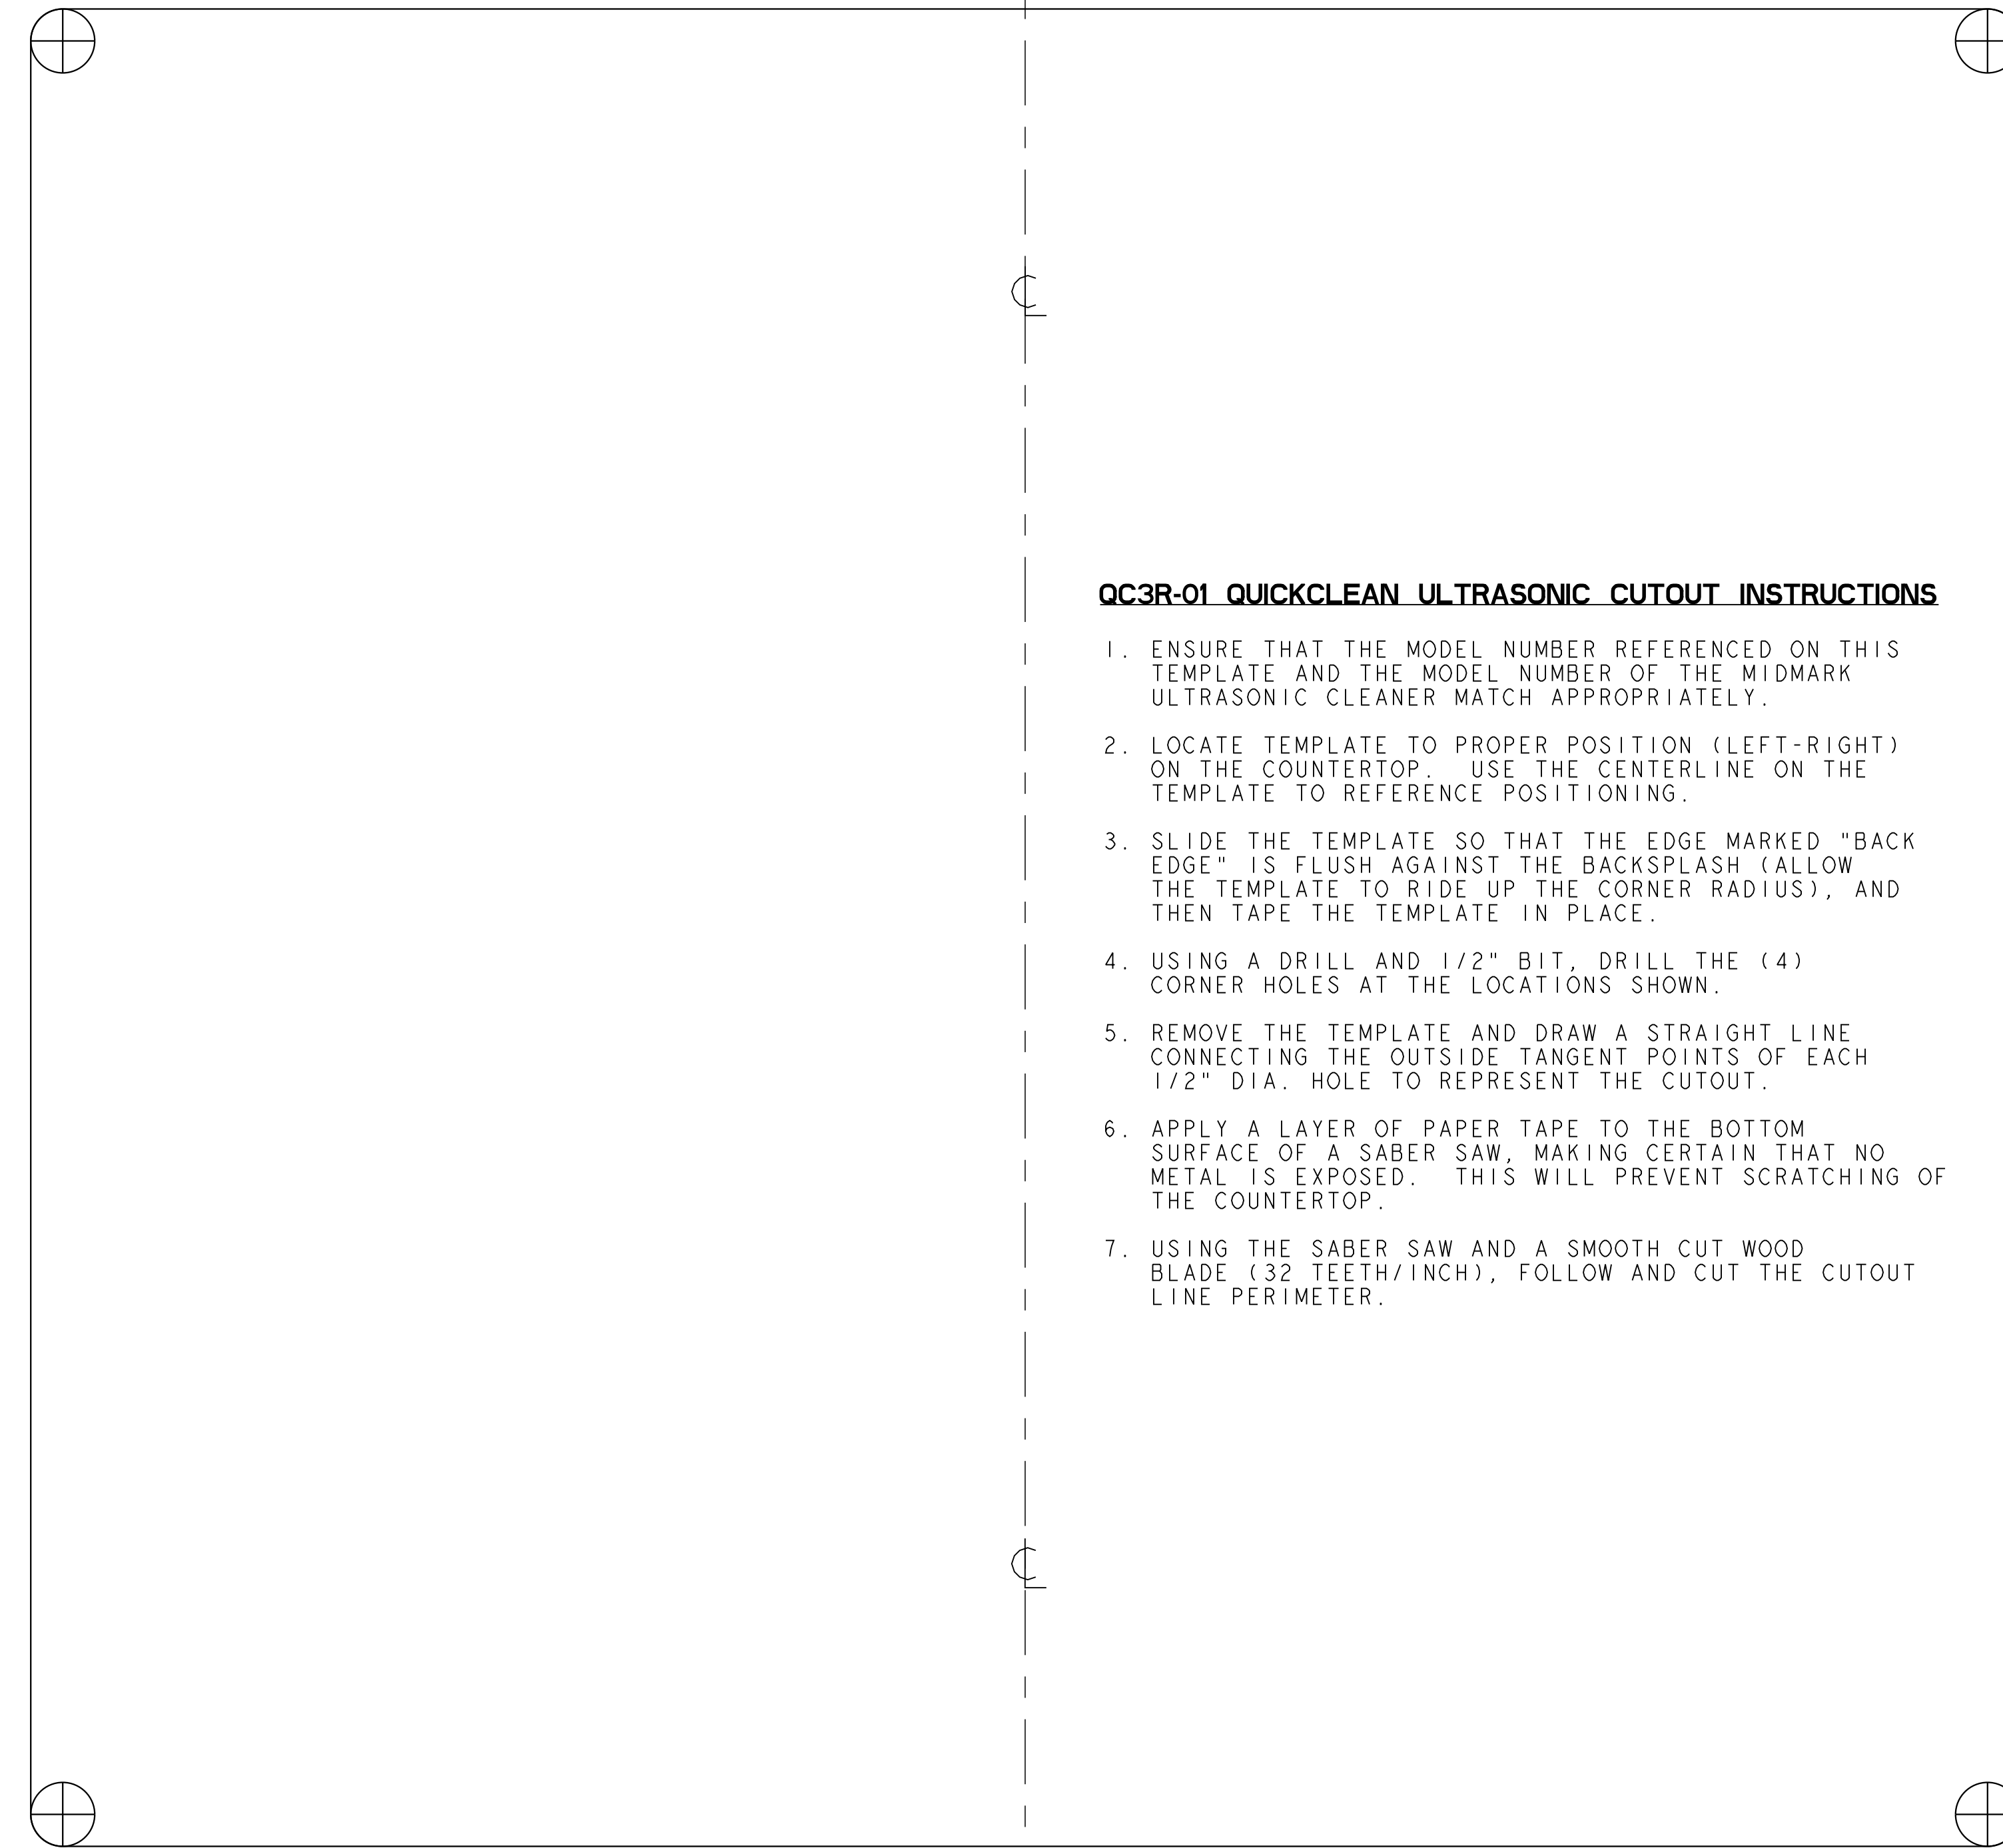 QC3R-01 QUICKCLEAN ULTRASONIC CUTOUT INSTRUCTIONS
1. ENSURE THAT THE MODEL NUMBER REFERENCED ON THIS
TEMPLATE AND THE MODEL NUMBER OF THE MIDMARK
ULTRASONIC CLEANER MATCH APPROPRIATELY.
2. LOCATE TEMPLATE TO PROPER POSITION (LEFT-RIGHT)
ON THE COUNTERTOP. USE THE CENTERLINE ON THE
TEMPLATE TO REFERENCE POSITIONING.
3. SLIDE THE TEMPLATE SO THAT THE EDGE MARKED "BACK
EDGE" IS FLUSH AGAINST THE BACKSPLASH (ALLOW
THE TEMPLATE TO RIDE UP THE CORNER RADIUS), AND
THEN TAPE THE TEMPLATE IN PLACE.
4. USING A DRILL AND 1/2" BIT, DRILL THE (4)
CORNER HOLES AT THE LOCATIONS SHOWN.
5. REMOVE THE TEMPLATE AND DRAW A STRAIGHT LINE
CONNECTING THE OUTSIDE TANGENT POINTS OF EACH
1/2" DIA. HOLE TO REPRESENT THE CUTOUT.
6. APPLY A LAYER OF PAPER TAPE TO THE BOTTOM
SURFACE OF A SABER SAW, MAKING CERTAIN THAT NO
METAL IS EXPOSED. THIS WILL PREVENT SCRATCHING OF
THE COUNTERTOP.
7. USING THE SABER SAW AND A SMOOTH CUT WOOD
BLADE (32 TEETH/INCH), FOLLOW AND CUT THE CUTOUT
LINE PERIMETER.